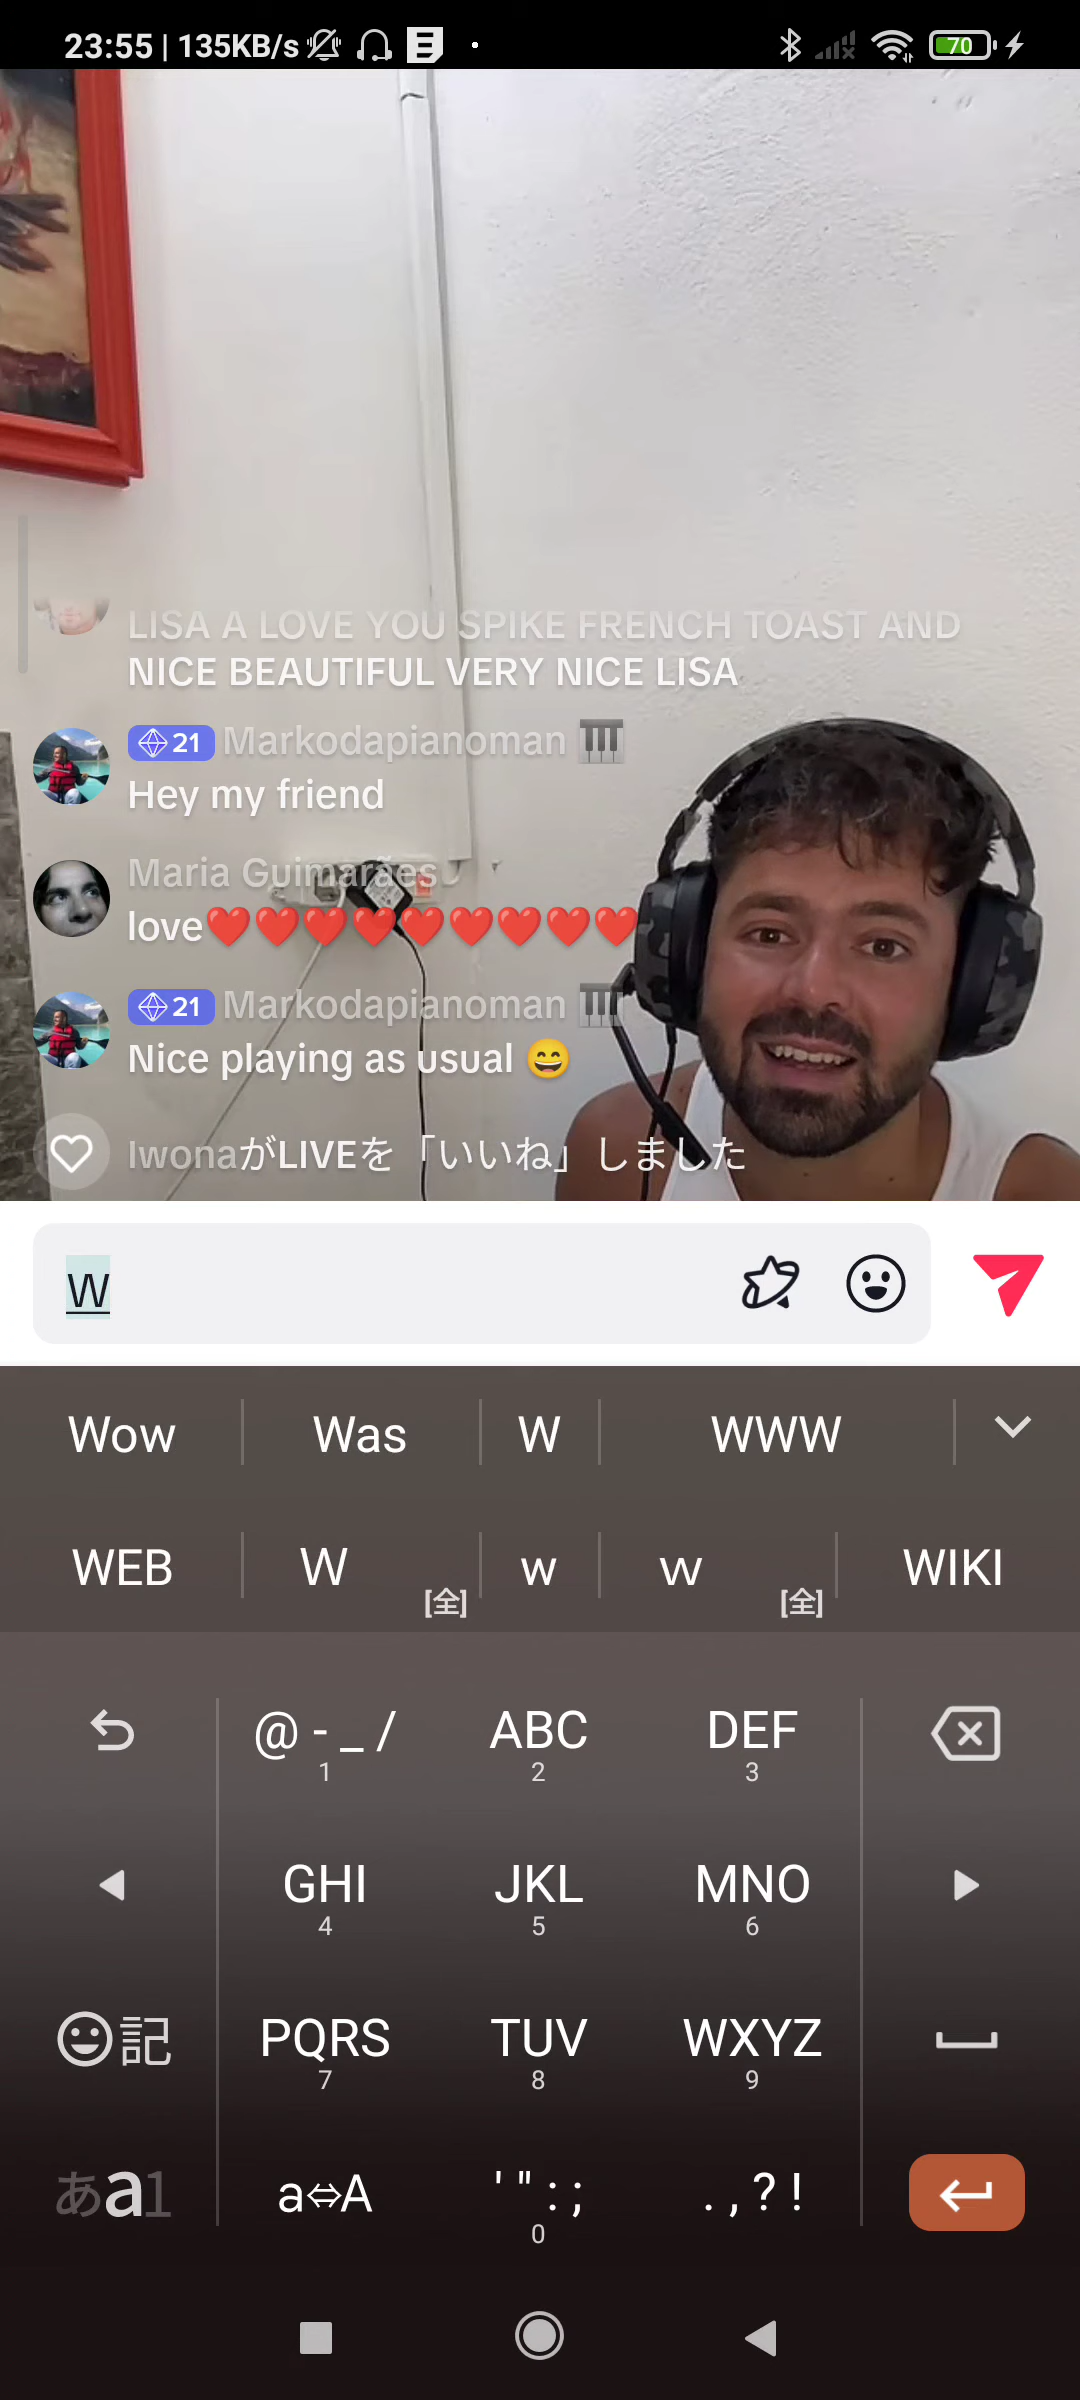 23:55 | 135KB/s
70
LISA A LOVE YOU SPIKE FRENCH TOAST AND
NICE BEAUTIFUL VERY NICE LISA
21 Markodapianoman 🎹
Hey my friend
Maria Guimarães
love❤️❤️❤️❤️❤️❤️❤️❤️❤️
21 Markodapianoman 🎹
Nice playing as usual 😄
IwonaがLIVEを「いいね」しました
W
Wow Was W WWW
WEB Ｗ [全] w ｗ [全] WIKI
@ - _ / ABC DEF
1 2 3
GHI JKL MNO
4 5 6
記 PQRS TUV WXYZ
7 8 9
あa1 a⇔A ' " : ; . , ? !
0